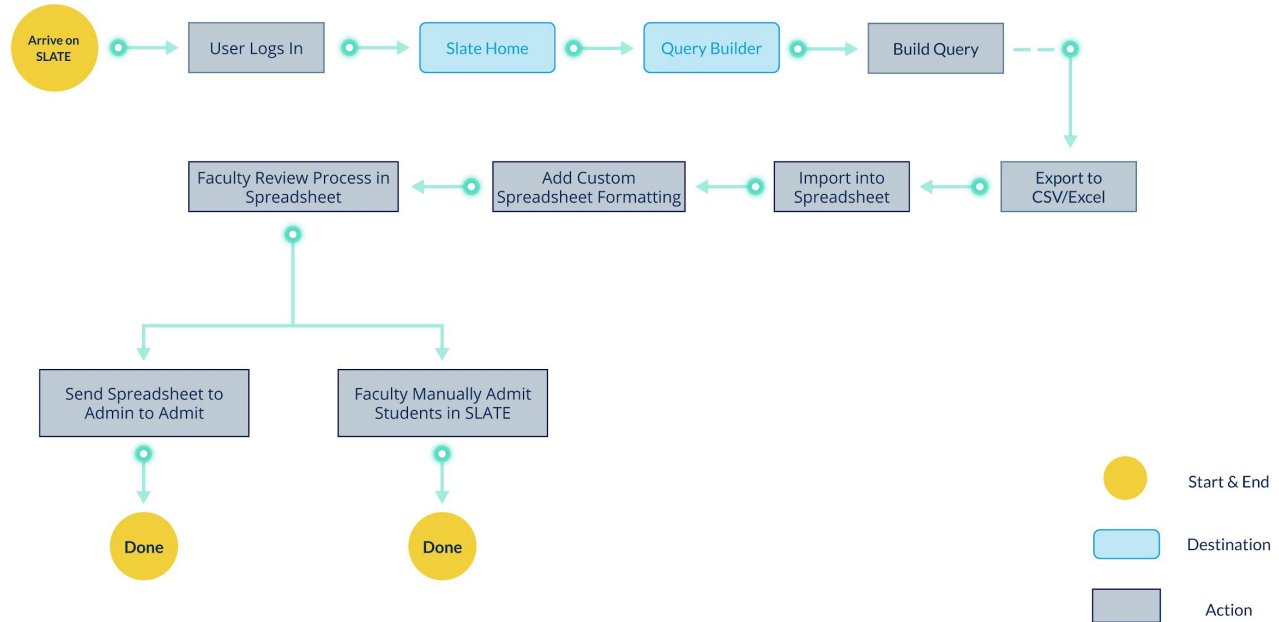 Arrive on
SLATE
User Logs In
Slate Home
Query Builder
Build Query
Faculty Review Process in
Spreadsheet
Add Custom
Spreadsheet Formatting
Import into
Spreadsheet
Export to
CSV/Excel
Send Spreadsheet to
Admin to Admit
Faculty Manually Admit
Students in SLATE
Done
Done
Start & End
Destination
Action